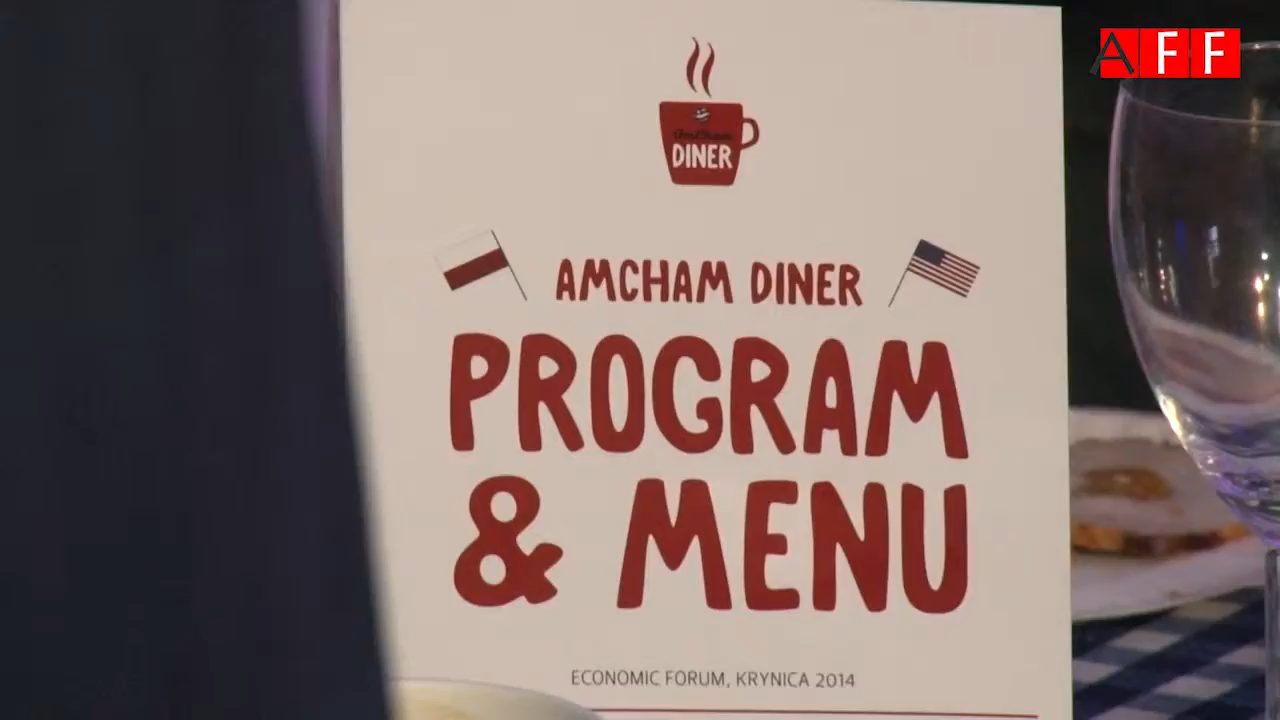 AFF
DINER
AMCHAM DINER
PROGRAM
& MENU
ECONOMIC FORUM, KRYNICA 2014